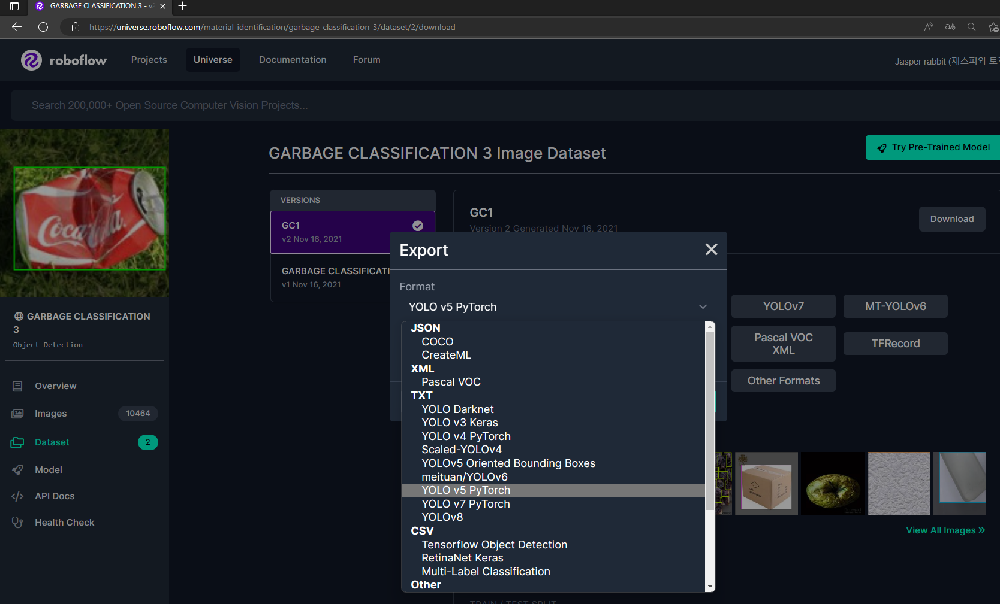 GARBAGE CLASSIFICATION 3 - v2
https://universe.roboflow.com/material-identification/garbage-classification-3/dataset/2/download
roboflow
Projects
Universe
Documentation
Forum
Jasper rabbit (제스퍼와
Search 200,000+ Open Source Computer Vision Projects...
GARBAGE CLASSIFICATION 3 Image Dataset
Try Pre-Trained Model
VERSIONS
GC1
v2 Nov 16, 2021
GARBAGE CLASSIFICATI
v1 Nov 16, 2021
GC1
Version 2 Generated Nov 16, 2021
Download
Export
Format
YOLO v5 PyTorch
JSON
COCO
CreateML
XML
Pascal VOC
TXT
YOLO Darknet
YOLO v3 Keras
YOLO v4 PyTorch
Scaled-YOLOv4
YOLOv5 Oriented Bounding Boxes
meituan/YOLOv6
YOLO v5 PyTorch
YOLO v7 PyTorch
YOLOv8
CSV
Tensorflow Object Detection
RetinaNet Keras
Multi-Label Classification
Other
YOLOv7
MT-YOLOv6
Pascal VOC
XML
TFRecord
Other Formats
View All Images »
TRAIN / TEST SPLIT
Coca-Cola
GARBAGE CLASSIFICATION
3
Object Detection
Overview
Images
10464
Dataset
2
Model
API Docs
Health Check